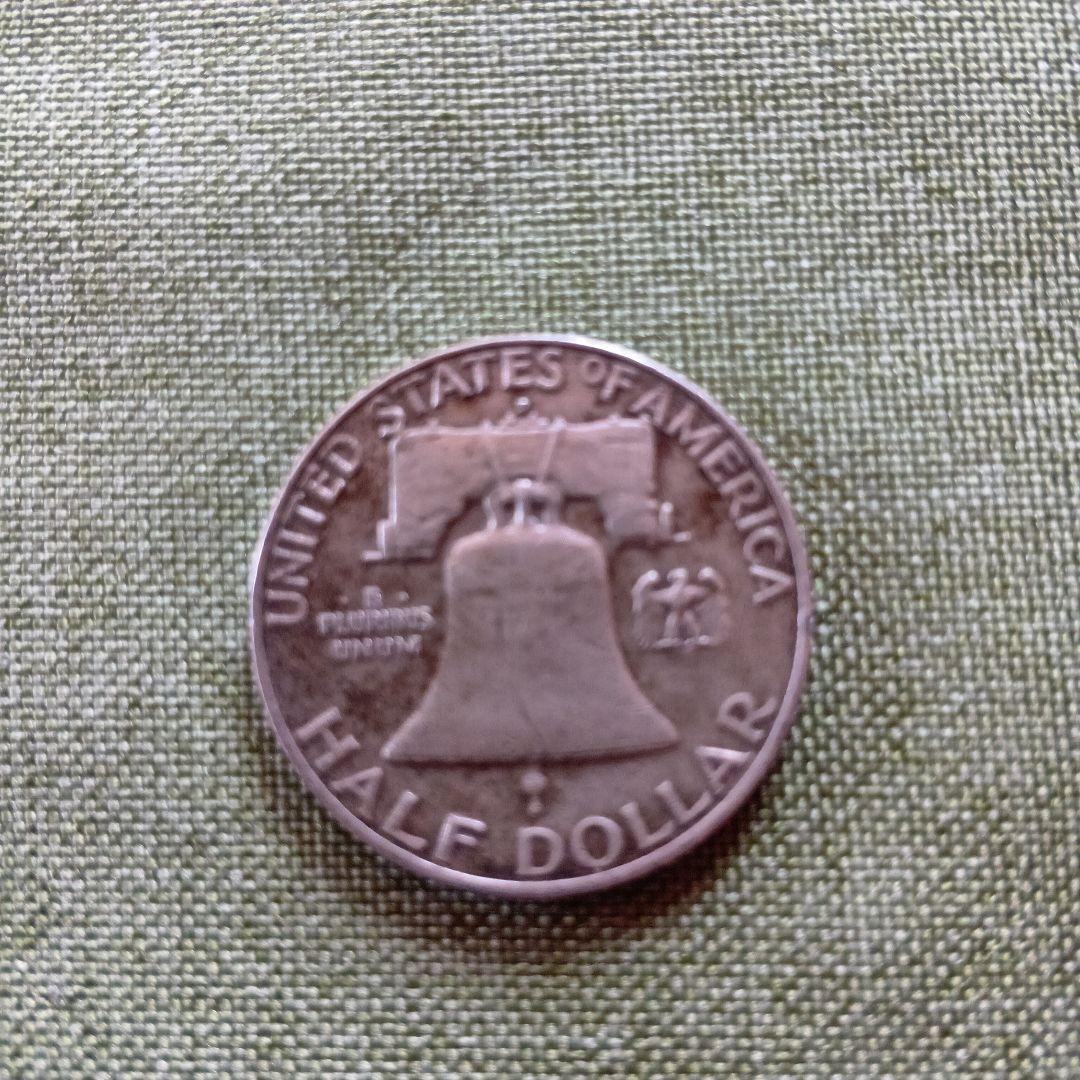 UNITED STATES OF AMERICA
E
PLURIBUS
UNUM
HALF DOLLAR